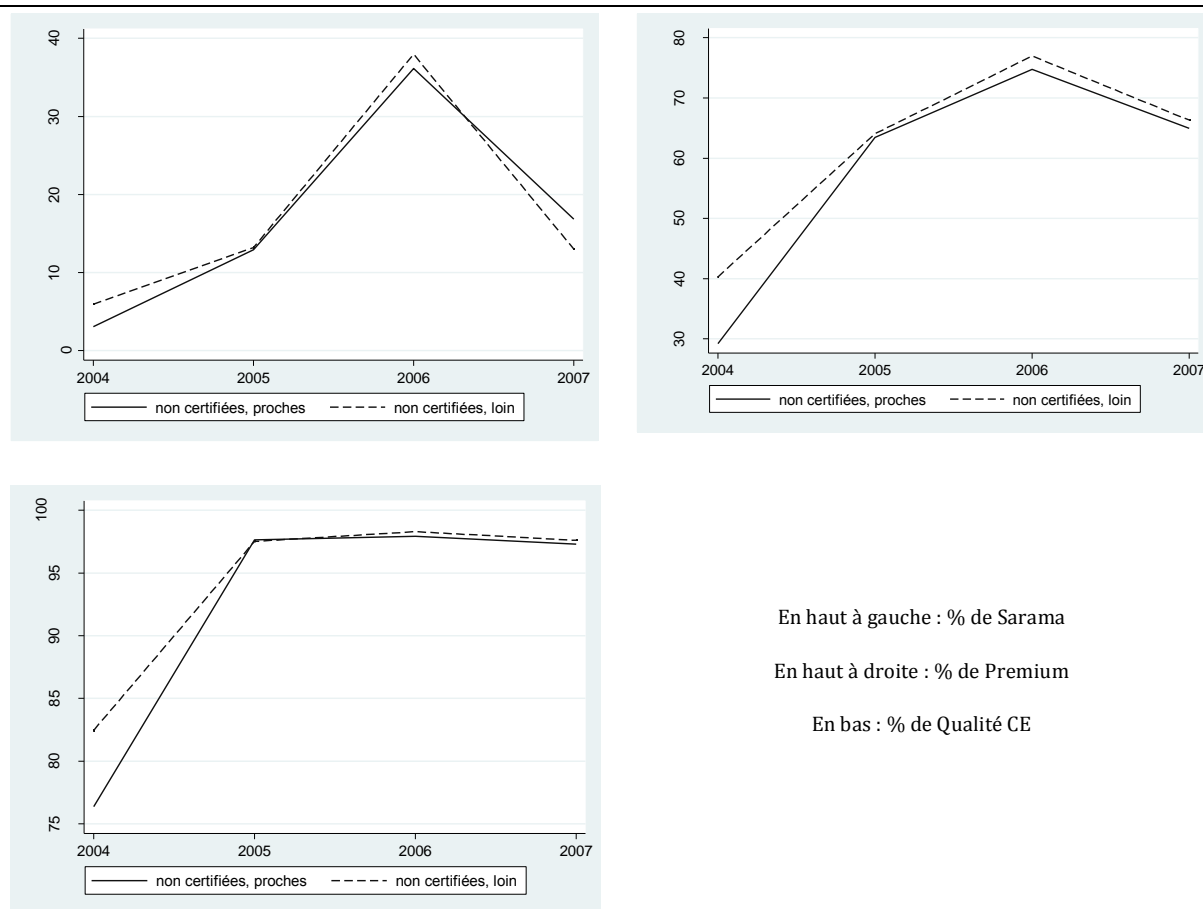 40
30
20
10
0
2004 2005 2006 2007
non certifiées, proches non certifiées, loin
80
70
60
50
40
30
2004 2005 2006 2007
non certifiées, proches non certifiées, loin
100
95
90
85
80
75
2004 2005 2006 2007
non certifiées, proches non certifiées, loin
En haut à gauche : % de Sarama
En haut à droite : % de Premium
En bas : % de Qualité CE